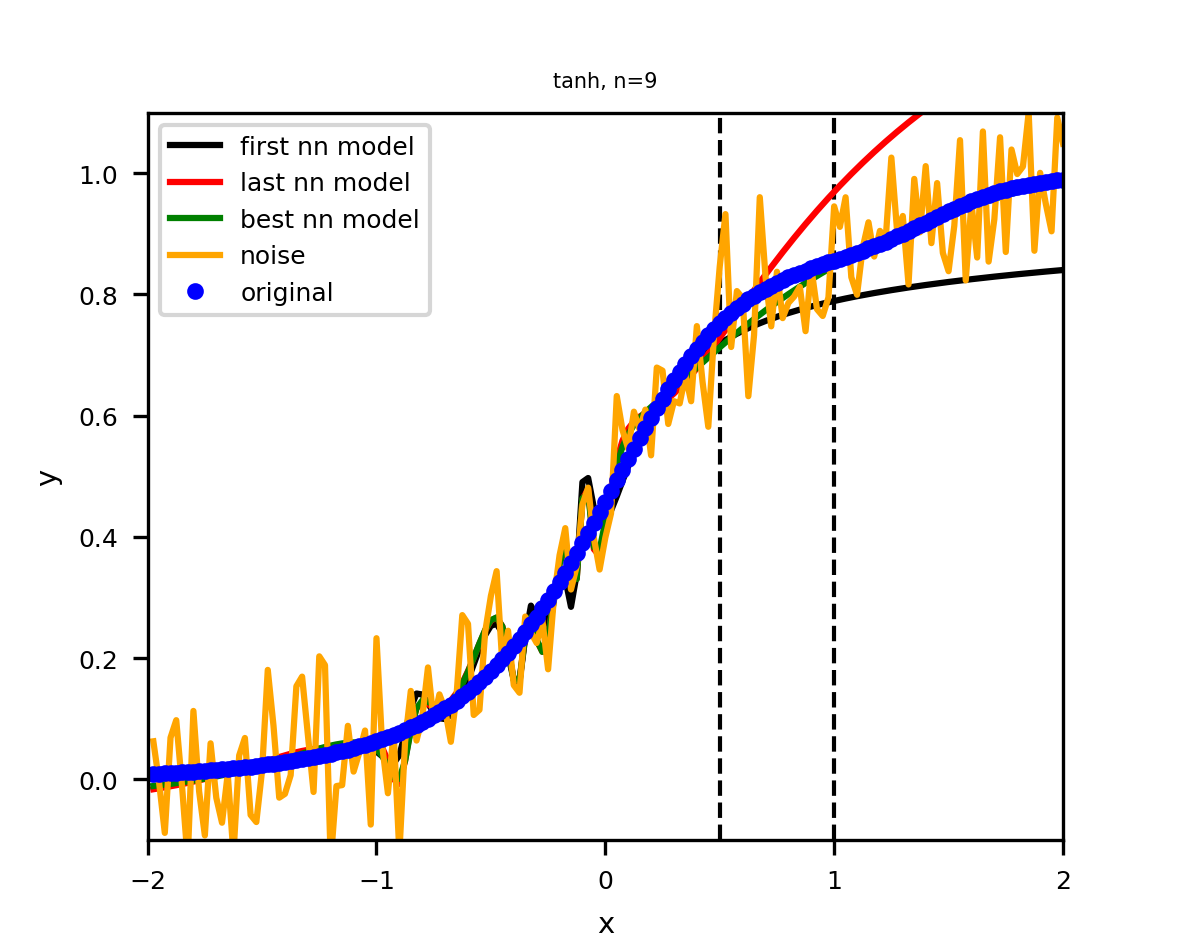 tanh, n=9
first nn model
last nn model
best nn model
noise
original
1.0
0.8
0.6
0.4
0.2
0.0
y
−2
−1
0
1
2
x